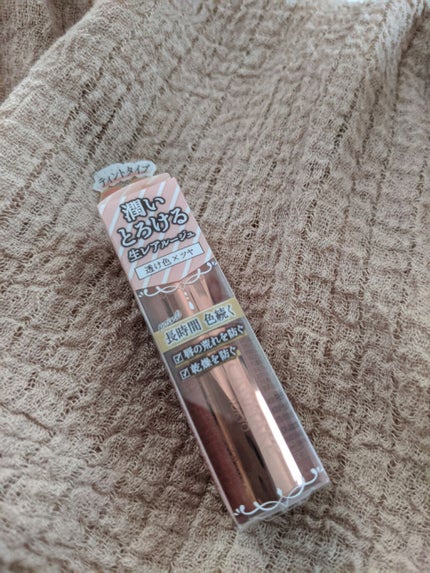 ティントタイプ
潤い
とろける
生レアルージュ
透け色×ツヤ
長時間 色続く
唇の荒れを防ぐ
乾燥を防ぐ